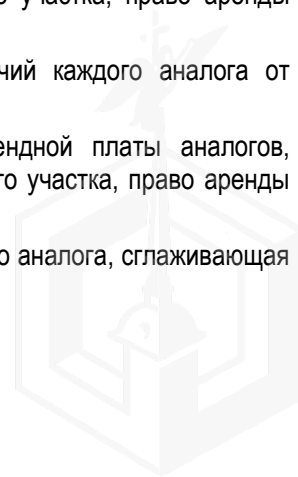 участка, право аренды
чий каждого аналога от
ендной платы аналогов,
го участка, право аренды
о аналога, сглаживающая